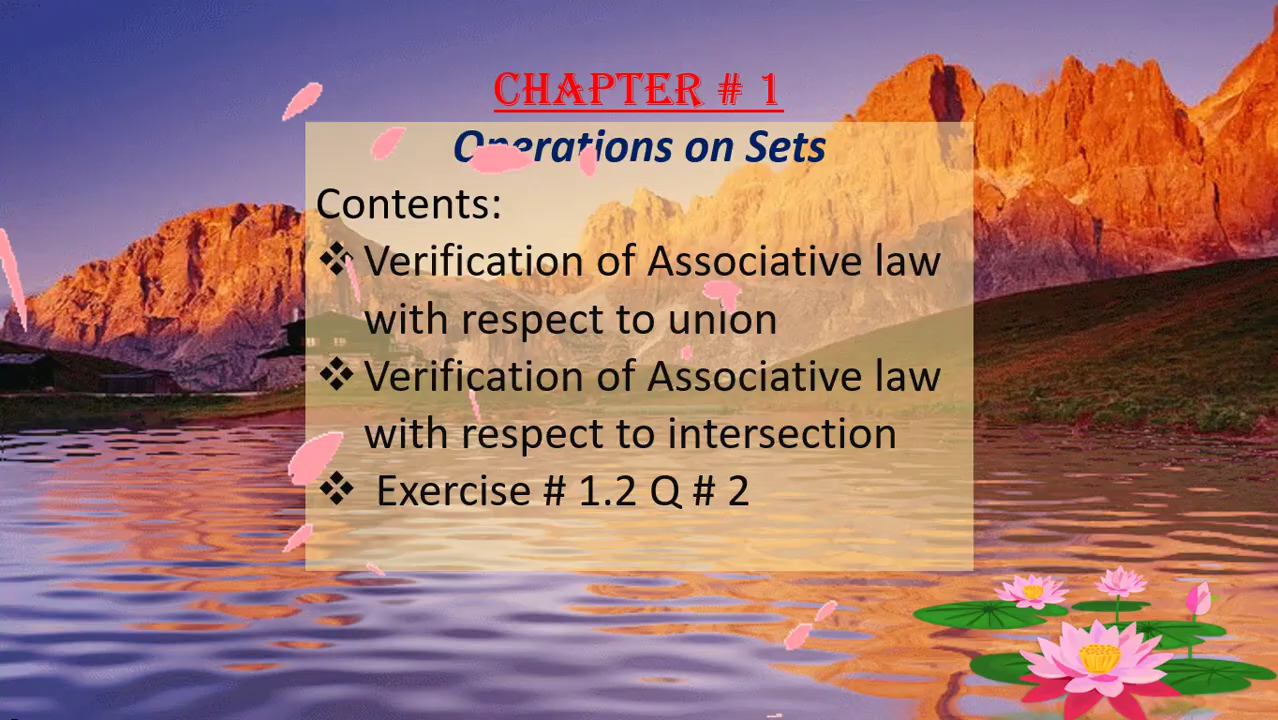 CHAPTER # 1
Operations on Sets
Contents:
❖ Verification of Associative law
with respect to union
❖ Verification of Associative law
with respect to intersection
❖ Exercise # 1.2 Q # 2